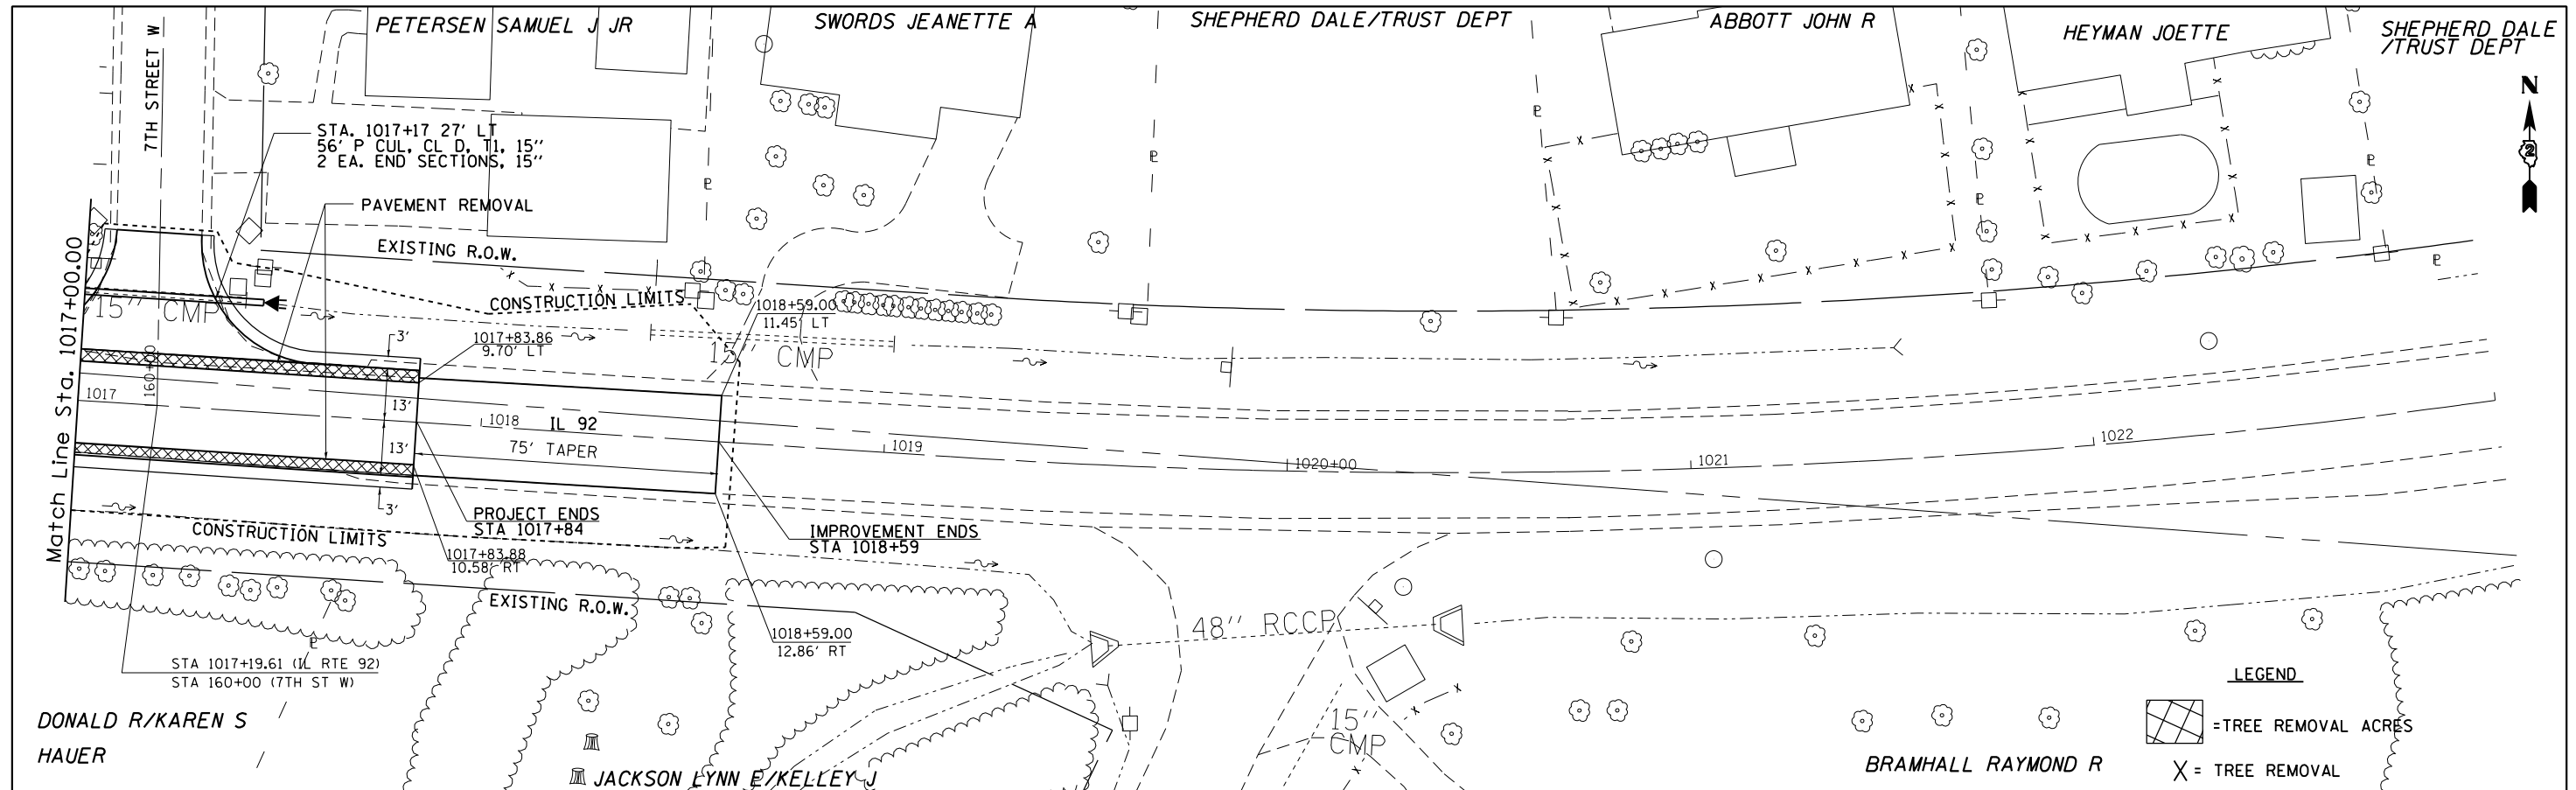 PETERSEN SAMUEL J JR
SWORDS JEANETTE A
SHEPHERD DALE/TRUST DEPT
ABBOTT JOHN R
HEYMAN JOETTE
SHEPHERD DALE
/TRUST DEPT
N
2
7TH STREET W
STA. 1017+17 27' LT
56' P CUL, CL D, T1, 15''
2 EA. END SECTIONS, 15''
PAVEMENT REMOVAL
EXISTING R.O.W.
CONSTRUCTION LIMITS
Match Line Sta. 1017+00.00
15'' CMP
1018+59.00
11.45' LT
1017+83.86
9.70' LT
15'' CMP
3'
160+00
1017
13'
1018
IL 92
13'
75' TAPER
1019
1020+00
1021
1022
3'
PROJECT ENDS
STA 1017+84
IMPROVEMENT ENDS
STA 1018+59
CONSTRUCTION LIMITS
1017+83.88
10.58' RT
EXISTING R.O.W.
1018+59.00
12.86' RT
48'' RCCP
STA 1017+19.61 (IL RTE 92)
STA 160+00 (7TH ST W)
LEGEND
=TREE REMOVAL ACRES
X = TREE REMOVAL
DONALD R/KAREN S
HAUER
JACKSON LYNN E/KELLEY J
15'
CMP
BRAMHALL RAYMOND R